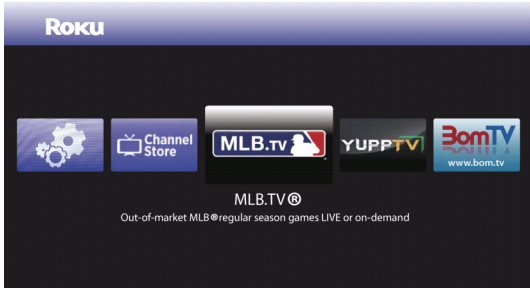 Roku
Channel
Store
MLB.TV
YUPPTV
BomTV
www.bom.tv
MLB.TV®
Out-of-market MLB®regular season games LIVE or on-demand